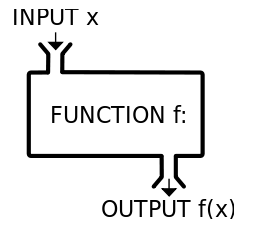 INPUT x
FUNCTION f:
OUTPUT f(x)